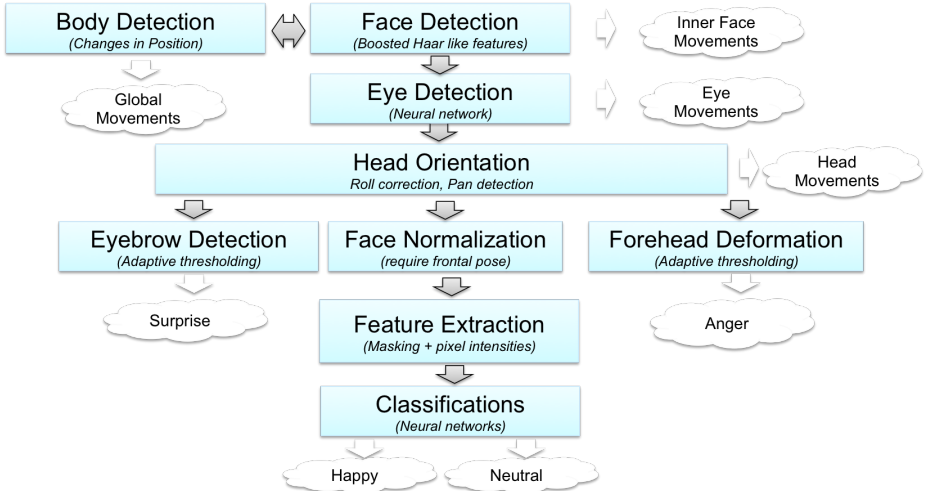 Body Detection
(Changes in Position)
Face Detection
(Boosted Haar like features)
Inner Face
Movements
Global
Movements
Eye Detection
(Neural network)
Eye
Movements
Head Orientation
Roll correction, Pan detection
Head
Movements
Eyebrow Detection
(Adaptive thresholding)
Face Normalization
(require frontal pose)
Forehead Deformation
(Adaptive thresholding)
Surprise
Feature Extraction
(Masking + pixel intensities)
Anger
Classifications
(Neural networks)
Happy
Neutral